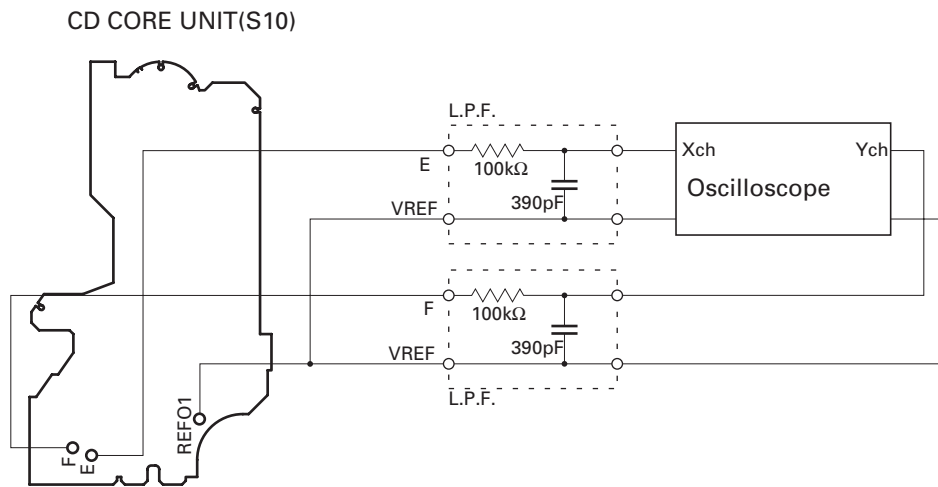 CD CORE UNIT(S10)
L.P.F.
E
100kΩ
390pF
VREF
Xch
Ych
Oscilloscope
F
100kΩ
390pF
VREF
L.P.F.
REFO1
F
E